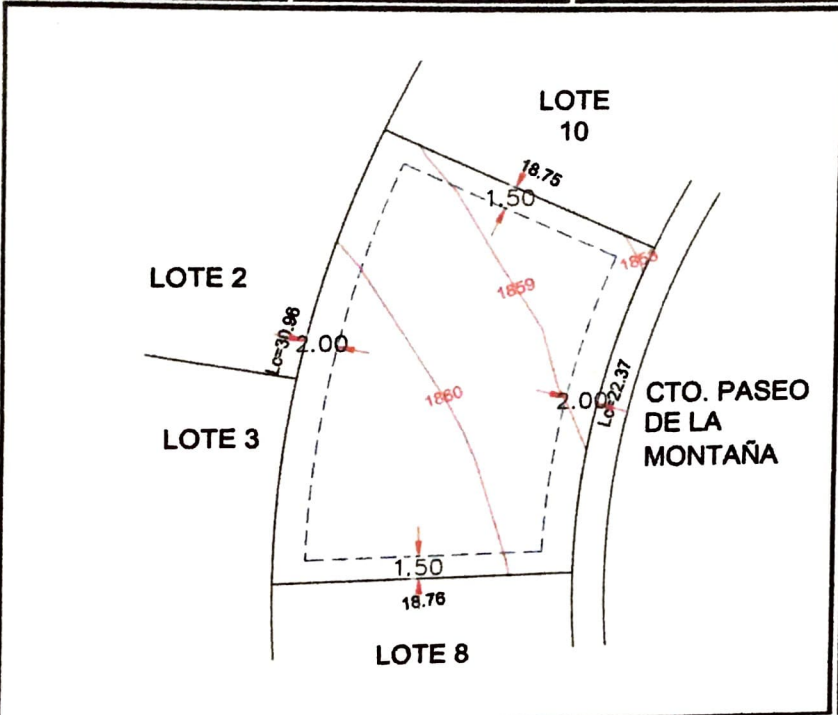 LOTE
10
18.75
1.50
1858
LOTE 2
1859
Lc=30.96
2.00
Lc=22.37
1860
2.00
CTO. PASEO
DE LA
MONTAÑA
LOTE 3
1.50
18.76
LOTE 8